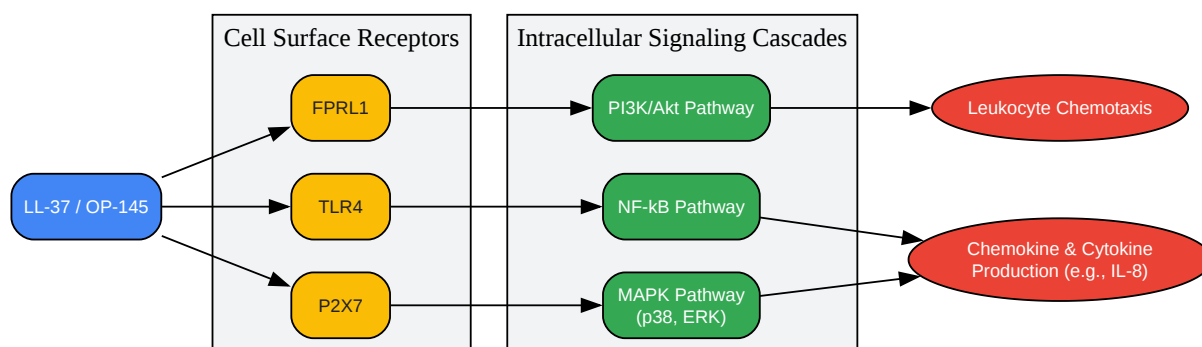 Cell Surface Receptors
Intracellular Signaling Cascades
FPRL1
PI3K/Akt Pathway
Leukocyte Chemotaxis
LL-37 / OP-145
TLR4
NF-kB Pathway
Chemokine & Cytokine
Production (e.g., IL-8)
P2X7
MAPK Pathway
(p38, ERK)